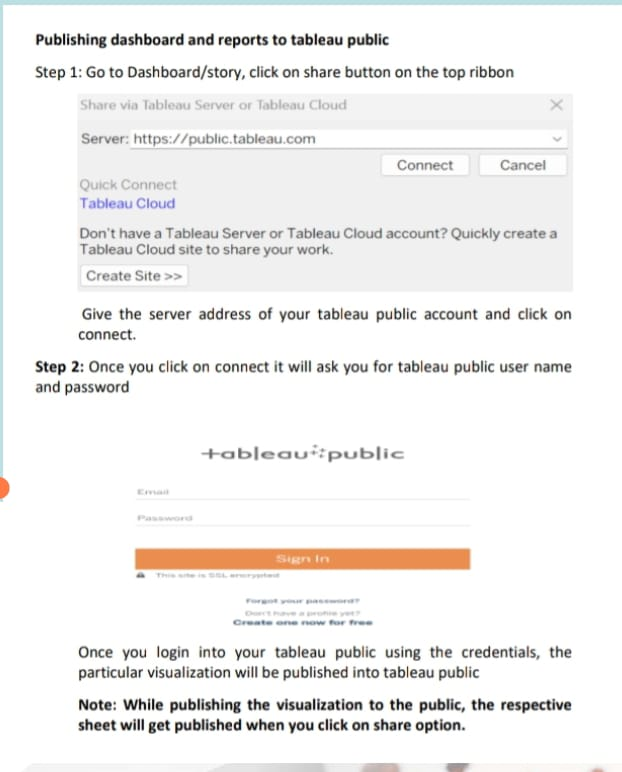 Publishing dashboard and reports to tableau public
Step 1: Go to Dashboard/story, click on share button on the top ribbon
Share via Tableau Server or Tableau Cloud
Server: https://public.tableau.com
Connect Cancel
Quick Connect
Tableau Cloud
Don't have a Tableau Server or Tableau Cloud account? Quickly create a
Tableau Cloud site to share your work.
Create Site >>
Give the server address of your tableau public account and click on
connect.
Step 2: Once you click on connect it will ask you for tableau public user name
and password
tableau public
Email
Password
Sign In
This site is SSL encrypted
Forgot your password?
Don't have a profile yet?
Create one now for free
Once you login into your tableau public using the credentials, the
particular visualization will be published into tableau public
Note: While publishing the visualization to the public, the respective
sheet will get published when you click on share option.